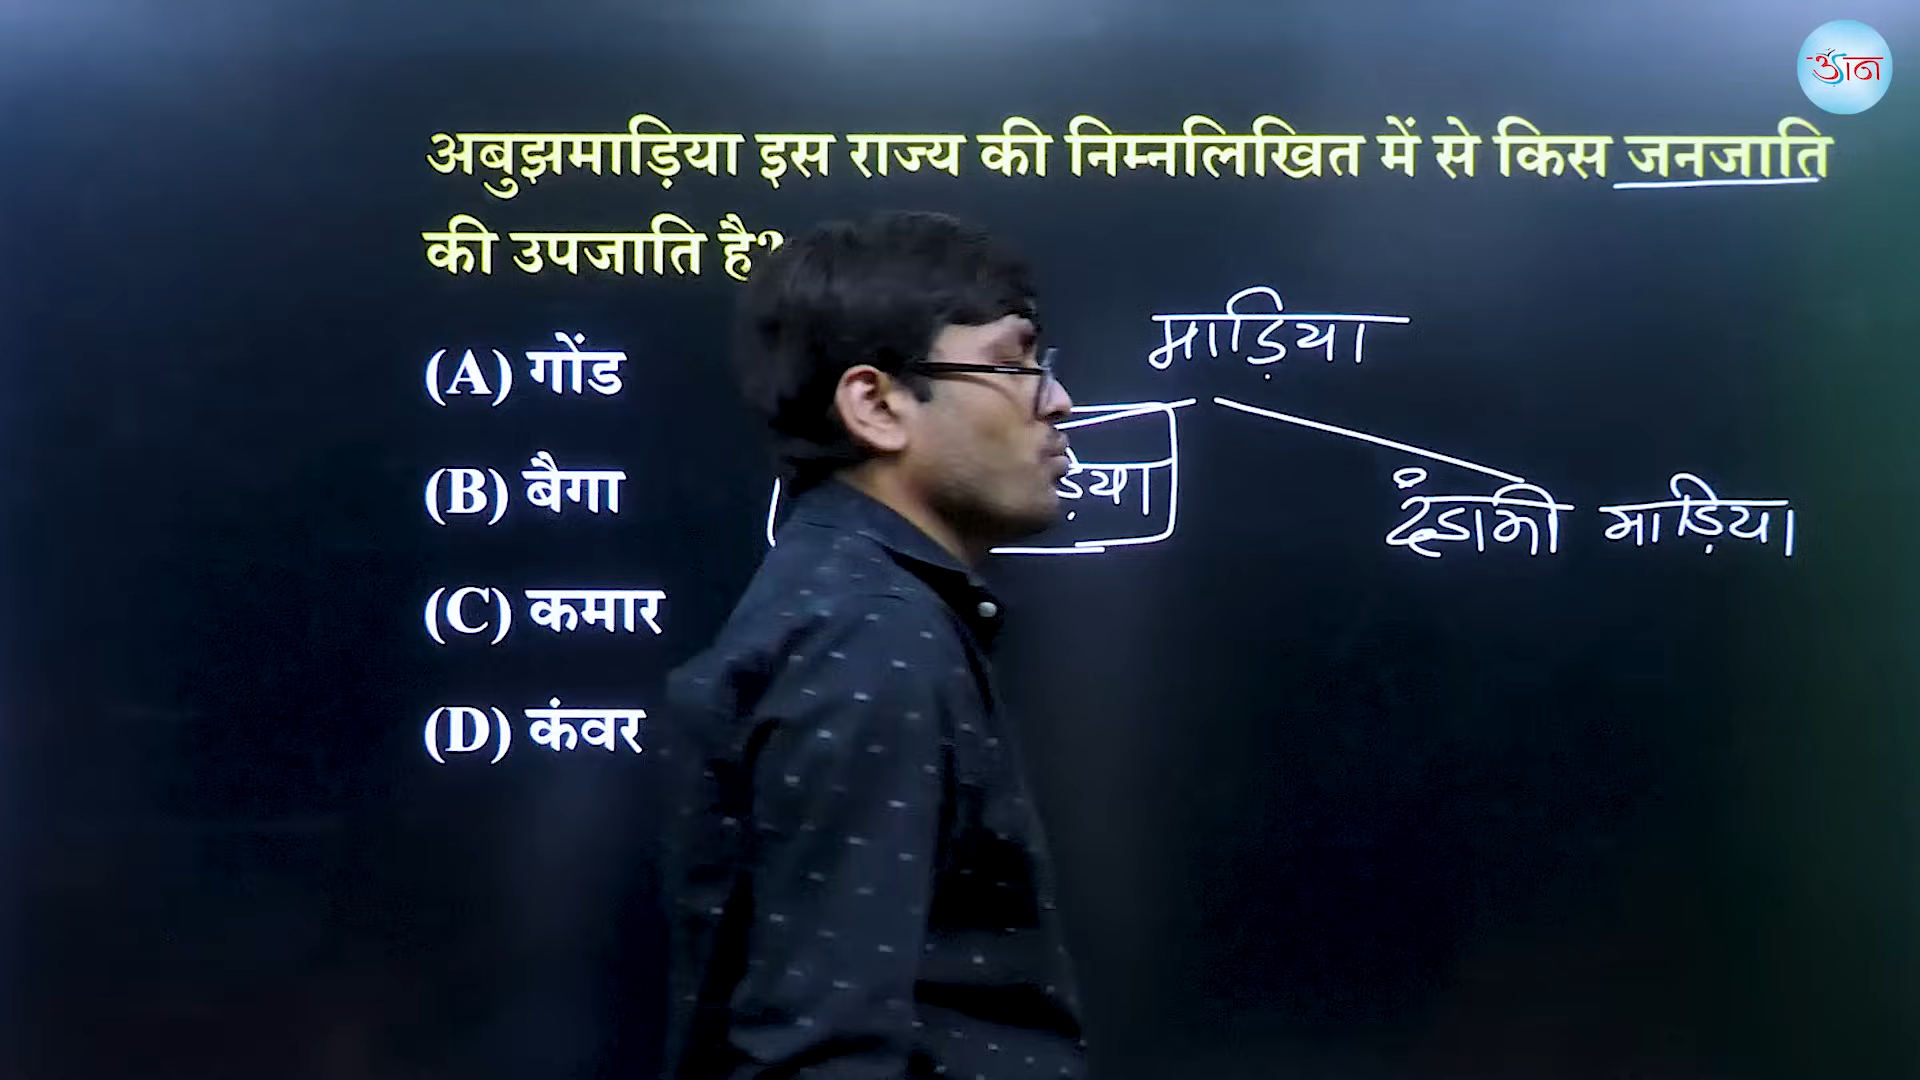 ज्ञान
अबुझमाड़िया इस राज्य की निम्नलिखित में से किस जनजाति
की उपजाति है?
(A) गोंड
माड़िया
(B) बैगा
दंडामी माड़िया
(C) कमार
(D) कंवर